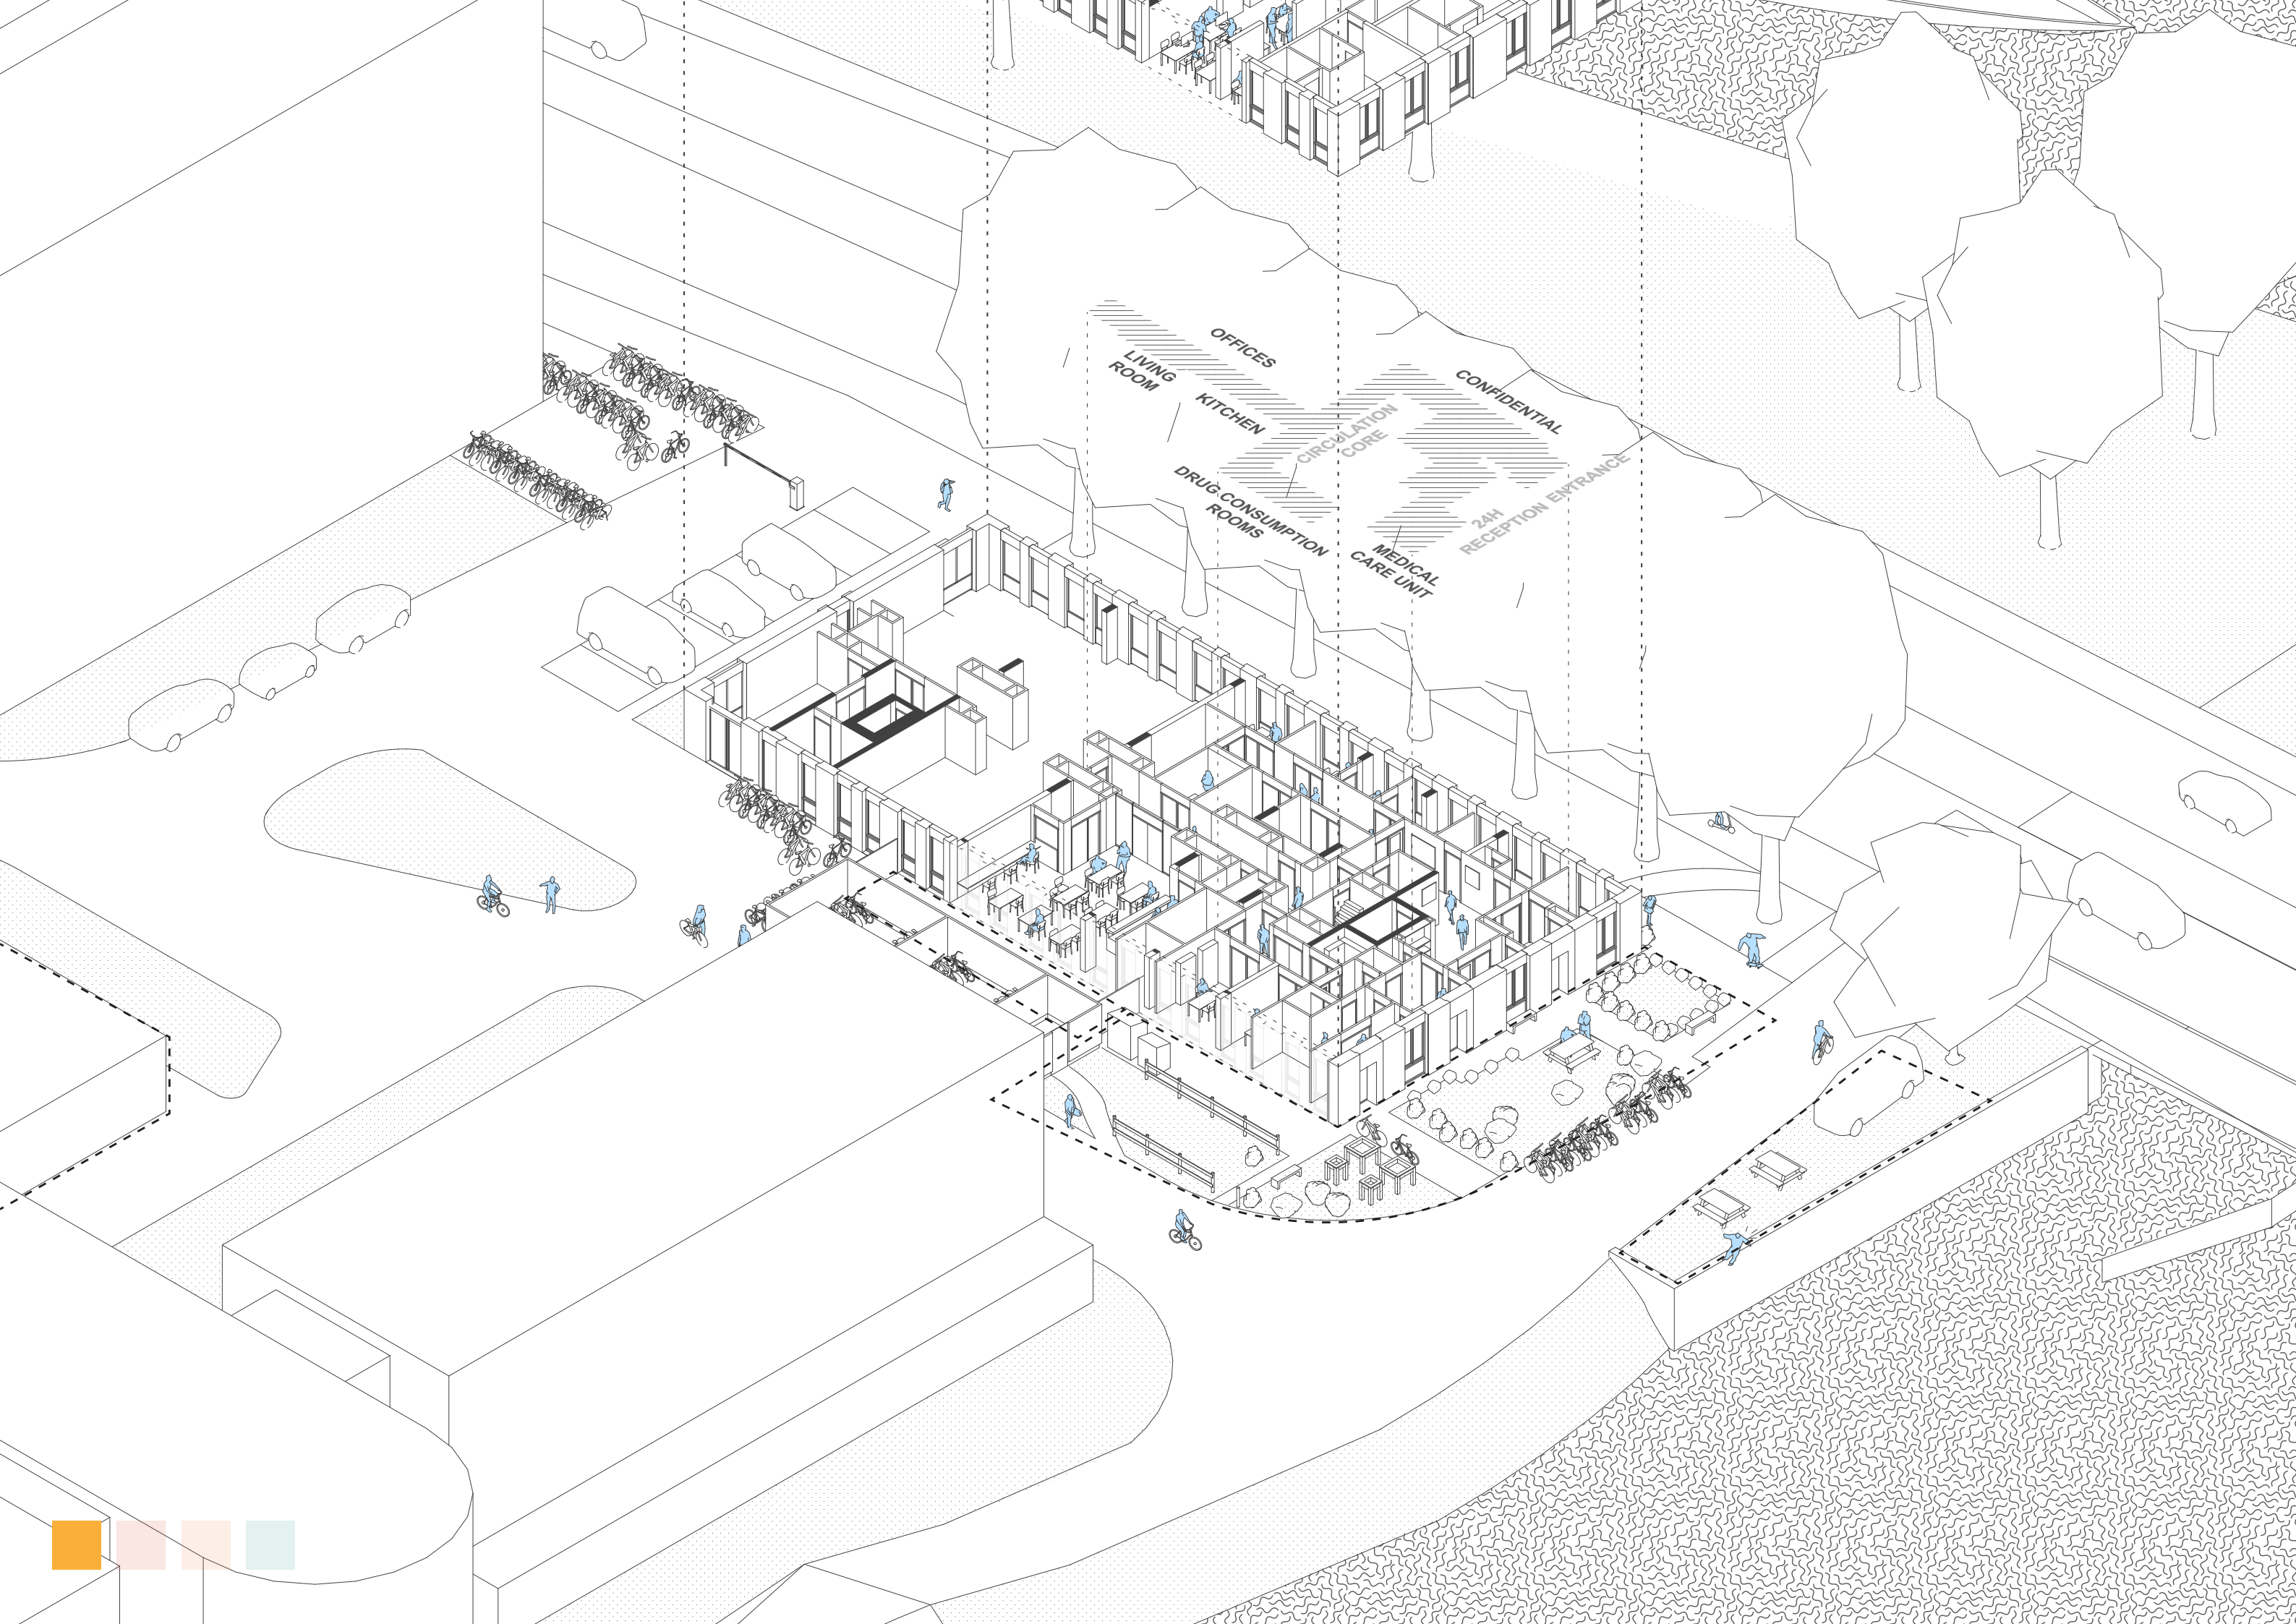 OFFICES
LIVING
ROOM
KITCHEN
CONFIDENTIAL
CIRCULATION
CORE
DRUG CONSUMPTION
ROOMS
24H
RECEPTION ENTRANCE
MEDICAL
CARE UNIT